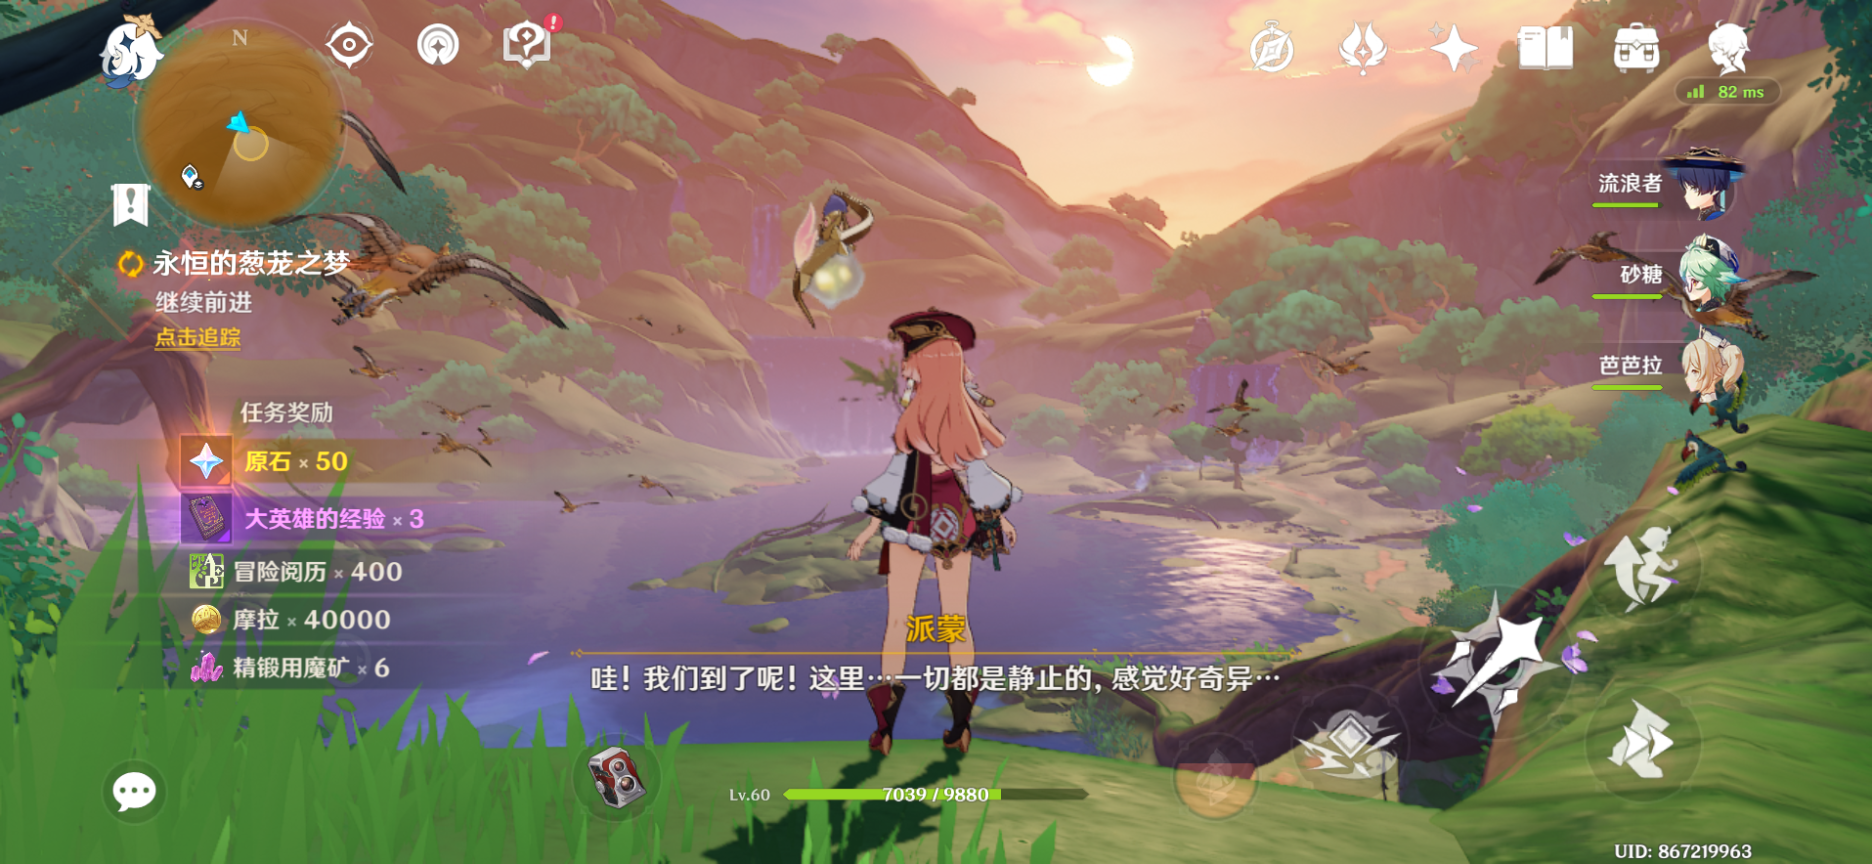 N
82 ms
流浪者
砂糖
芭芭拉
永恒的葱茏之梦
继续前进
点击追踪
任务奖励
原石 × 50
大英雄的经验 × 3
冒险阅历 × 400
摩拉 × 40000
精锻用魔矿 × 6
派蒙
哇！我们到了呢！这里…一切都是静止的，感觉好奇异…
Lv.60
7039 / 9880
UID: 867219963